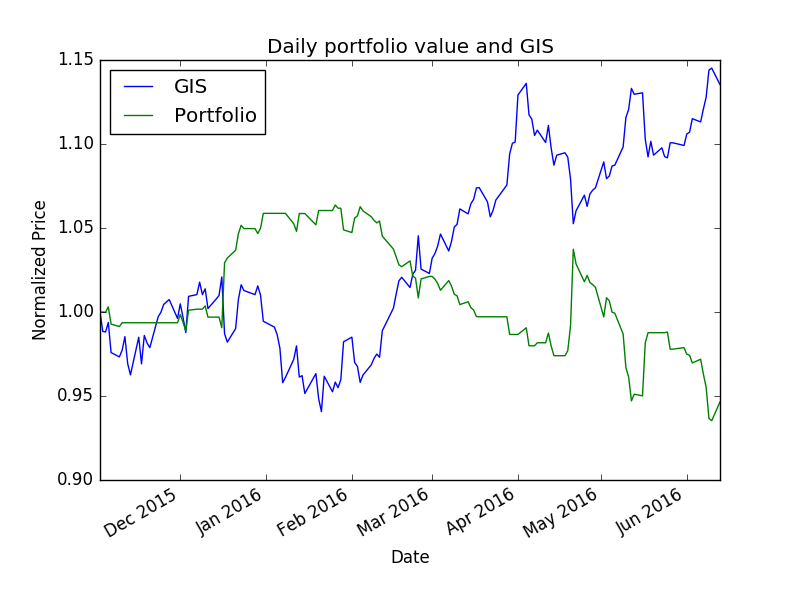 Daily portfolio value and GIS
GIS
Portfolio
1.15
1.10
1.05
1.00
0.95
0.90
Normalized Price
Dec 2015
Jan 2016
Feb 2016
Mar 2016
Apr 2016
May 2016
Jun 2016
Date